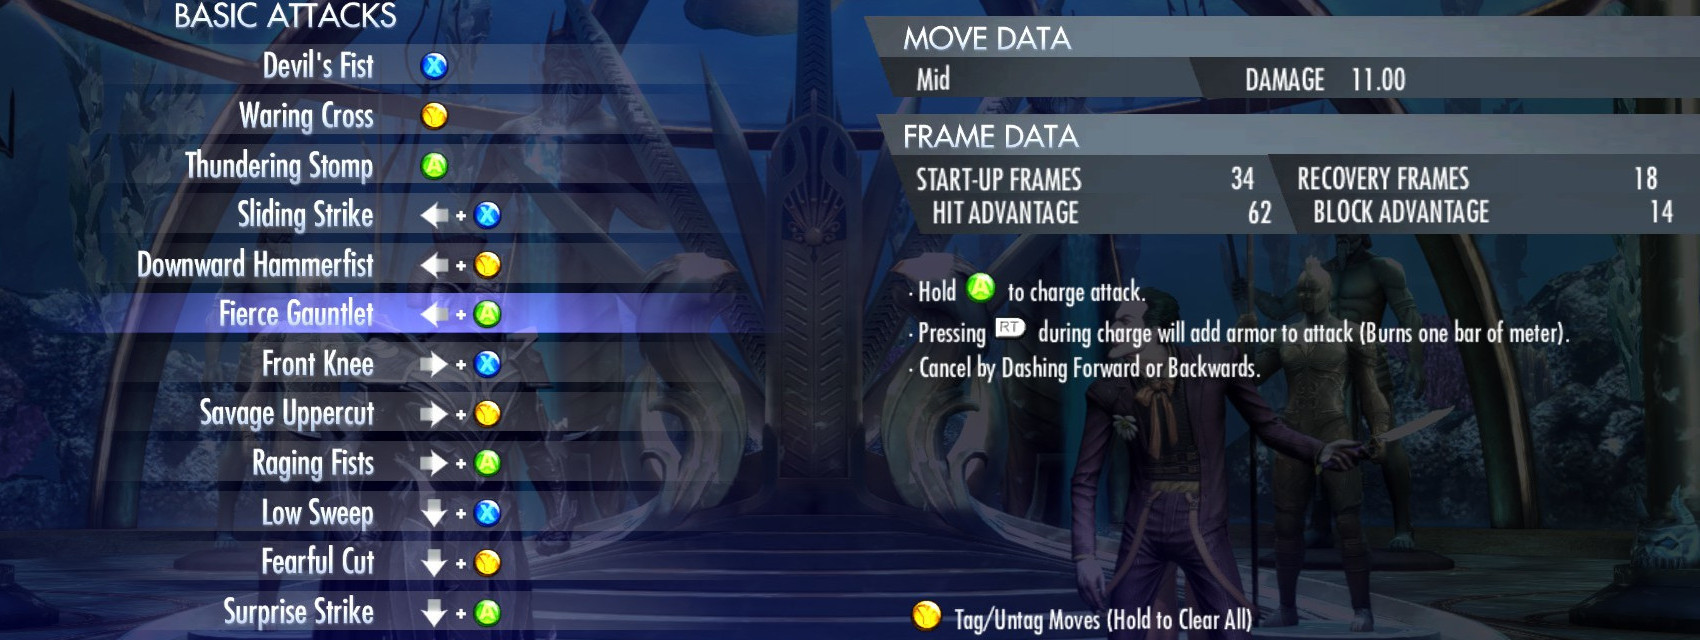 BASIC ATTACKS
Devil's Fist X
Waring Cross Y
Thundering Stomp A
Sliding Strike + X
Downward Hammerfist + Y
Fierce Gauntlet + A
Front Knee + X
Savage Uppercut + Y
Raging Fists + A
Low Sweep + X
Fearful Cut + Y
Surprise Strike + A
MOVE DATA
Mid DAMAGE 11.00
FRAME DATA
START-UP FRAMES 34 RECOVERY FRAMES 18
HIT ADVANTAGE 62 BLOCK ADVANTAGE 14
· Hold A to charge attack.
· Pressing RT during charge will add armor to attack (Burns one bar of meter).
· Cancel by Dashing Forward or Backwards.
Y Tag/Untag Moves (Hold to Clear All)